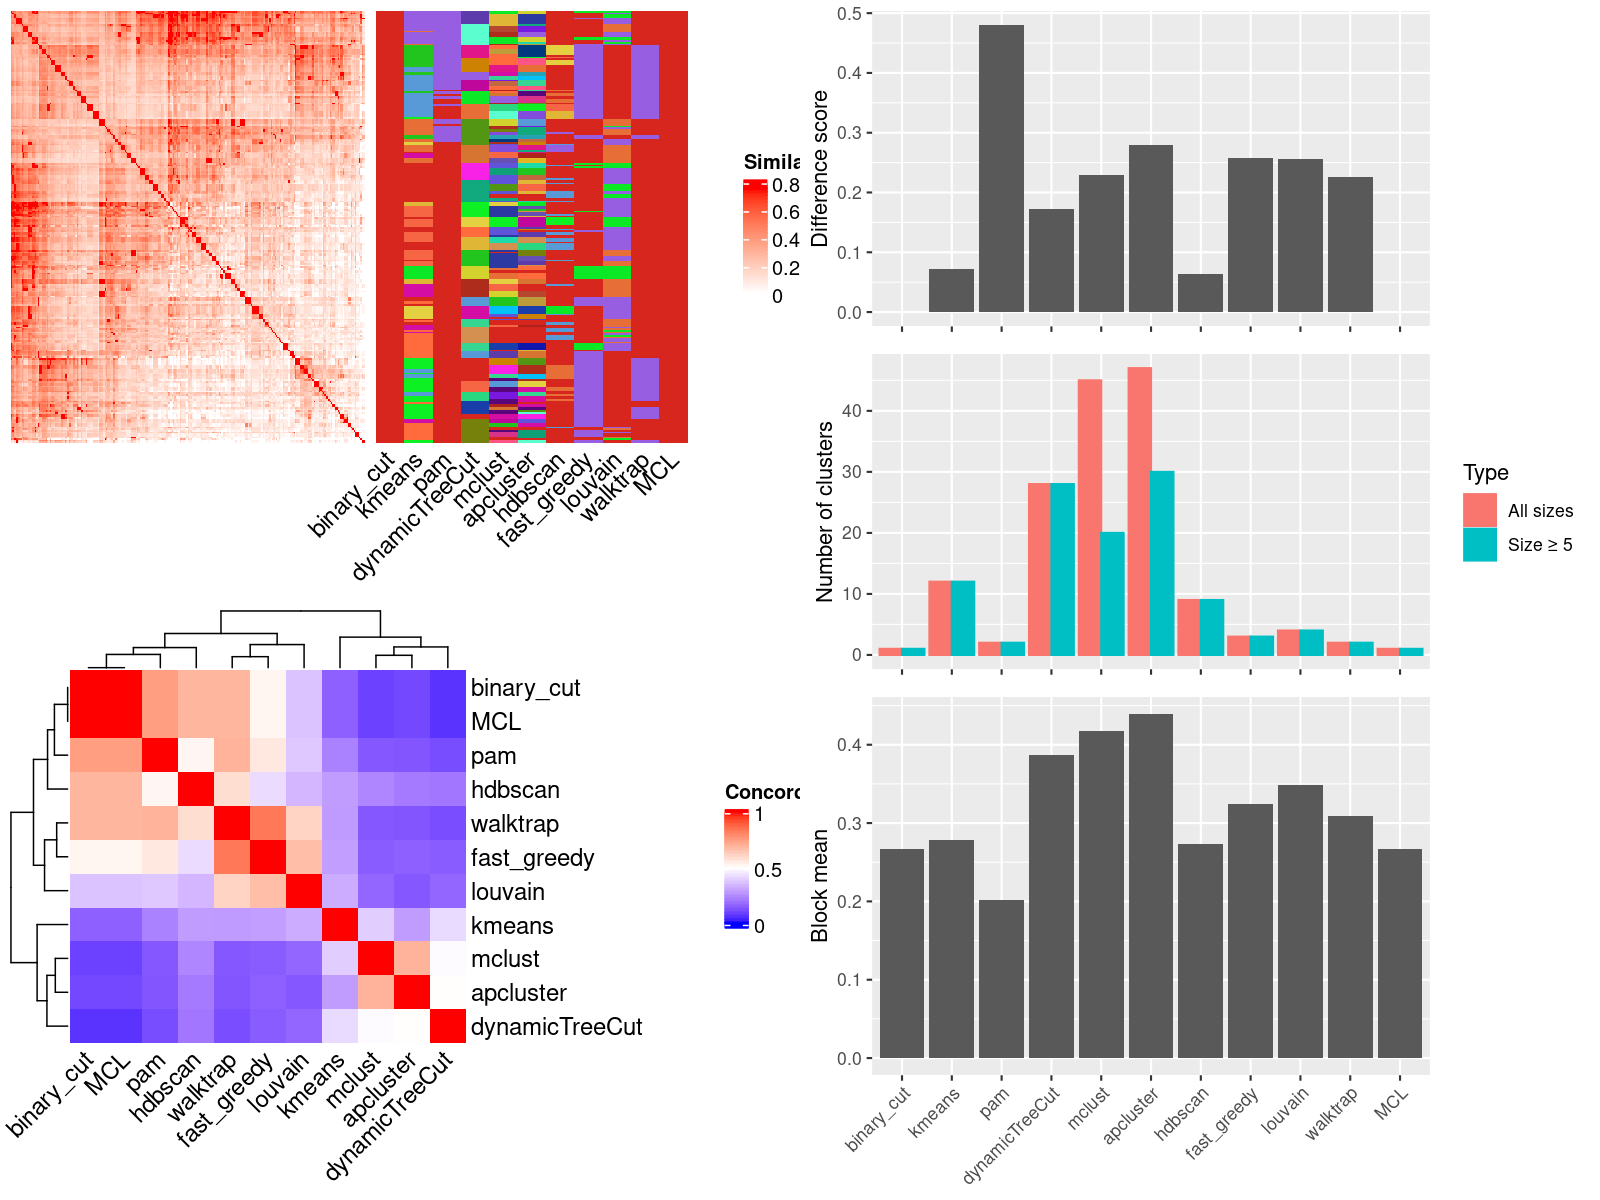 Simila
0.8
0.6
0.4
0.2
0
binary_cut
kmeans
pam
dynamicTreeCut
mclust
apcluster
hdbscan
fast_greedy
louvain
walktrap
MCL
binary_cut
MCL
pam
hdbscan
walktrap
fast_greedy
louvain
kmeans
mclust
apcluster
dynamicTreeCut
binary_cut
MCL
pam
hdbscan
walktrap
fast_greedy
louvain
kmeans
mclust
apcluster
dynamicTreeCut
Concord
1
0.5
0
Difference score
0.5
0.4
0.3
0.2
0.1
0.0
Number of clusters
40
30
20
10
0
Type
All sizes
Size ≥ 5
Block mean
0.4
0.3
0.2
0.1
0.0
binary_cut
kmeans
pam
dynamicTreeCut
mclust
apcluster
hdbscan
fast_greedy
louvain
walktrap
MCL